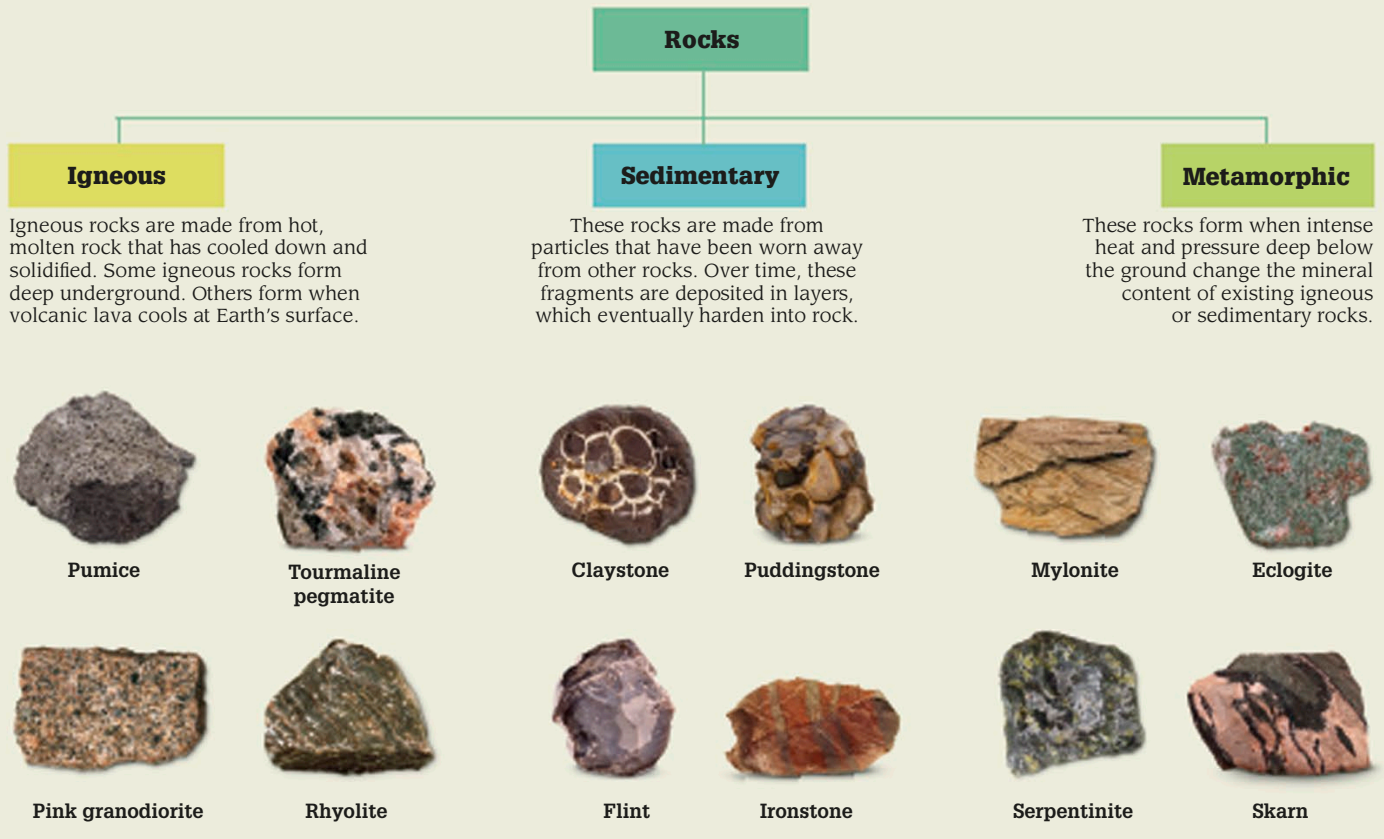 Rocks
Igneous
Igneous rocks are made from hot,
molten rock that has cooled down and
solidified. Some igneous rocks form
deep underground. Others form when
volcanic lava cools at Earth’s surface.
Sedimentary
These rocks are made from
particles that have been worn away
from other rocks. Over time, these
fragments are deposited in layers,
which eventually harden into rock.
Metamorphic
These rocks form when intense
heat and pressure deep below
the ground change the mineral
content of existing igneous
or sedimentary rocks.
Pumice
Tourmaline
pegmatite
Claystone
Puddingstone
Mylonite
Eclogite
Pink granodiorite
Rhyolite
Flint
Ironstone
Serpentinite
Skarn